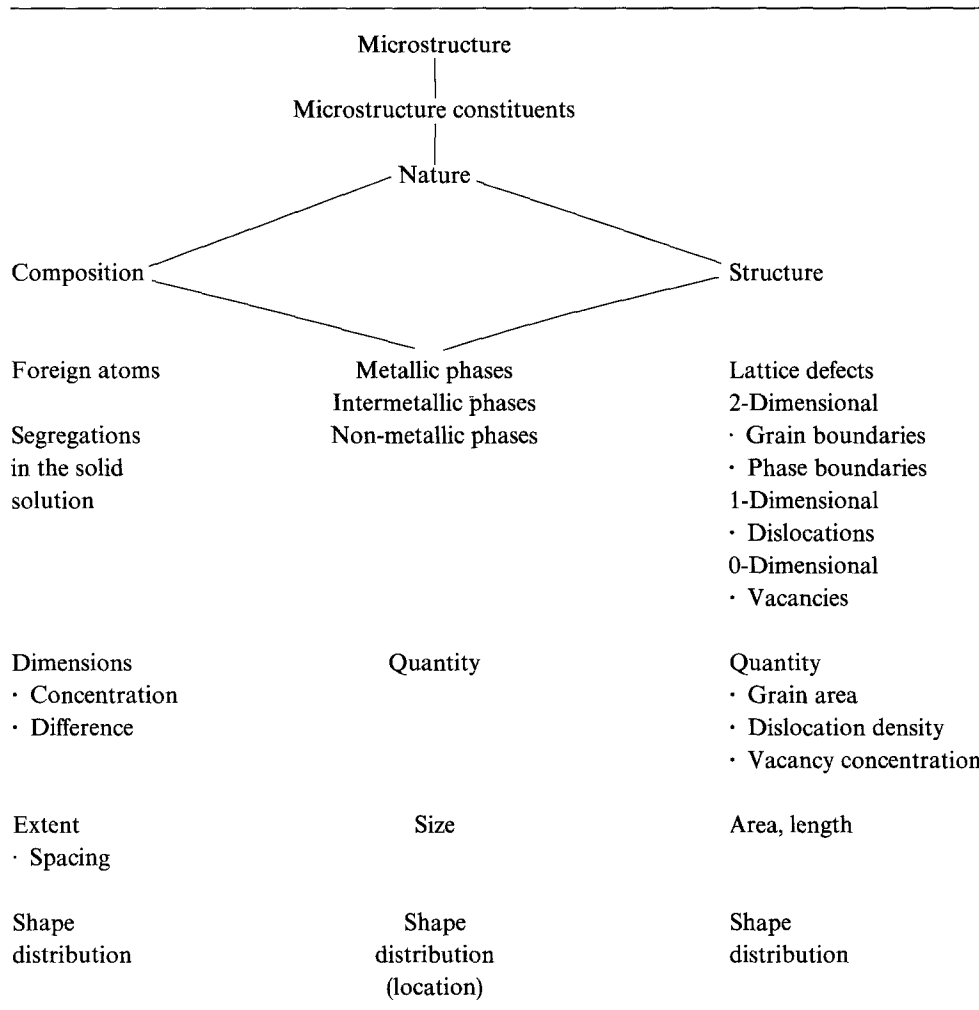 Microstructure
Microstructure constituents
Nature
Composition
Structure
Foreign atoms
Segregations
in the solid
solution
Metallic phases
Intermetallic phases
Non-metallic phases
Lattice defects
2-Dimensional
· Grain boundaries
· Phase boundaries
1-Dimensional
· Dislocations
0-Dimensional
· Vacancies
Dimensions
· Concentration
· Difference
Quantity
Quantity
· Grain area
· Dislocation density
· Vacancy concentration
Extent
· Spacing
Size
Area, length
Shape
distribution
Shape
distribution
(location)
Shape
distribution